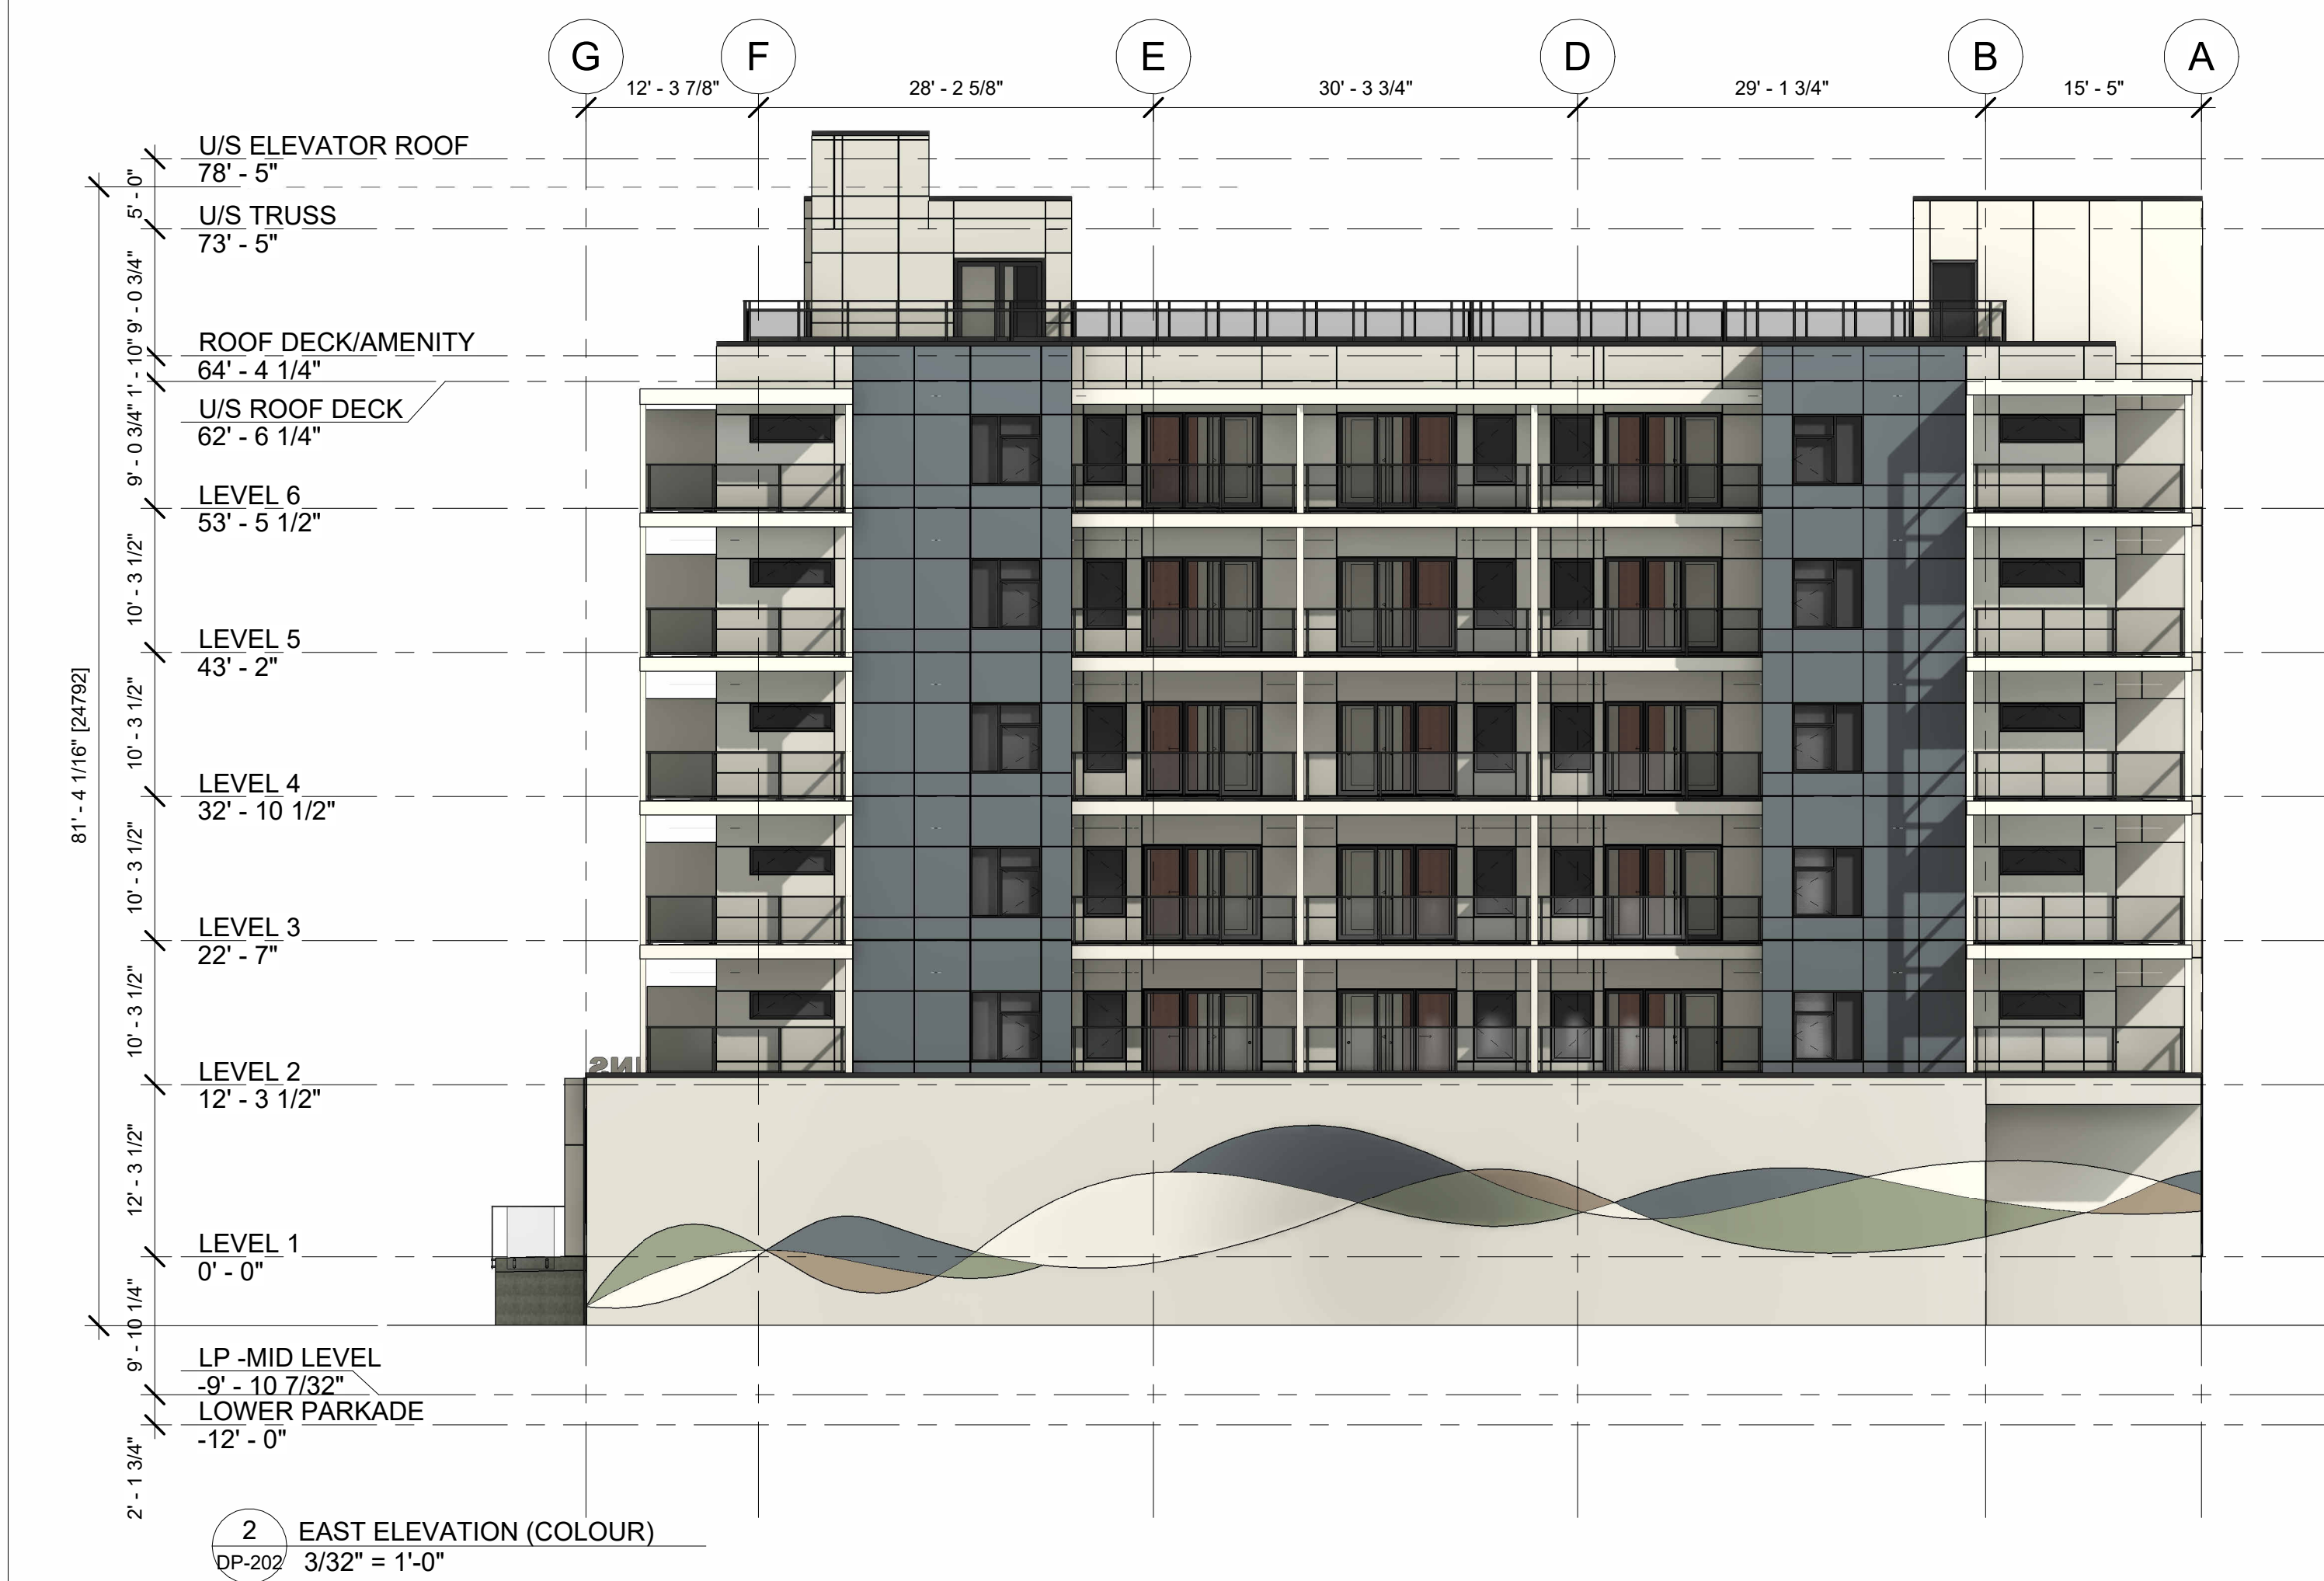 G F E D B A
12' - 3 7/8" 28' - 2 5/8" 30' - 3 3/4" 29' - 1 3/4" 15' - 5"
U/S ELEVATOR ROOF
78' - 5"
5' - 0"
U/S TRUSS
73' - 5"
9' - 0 3/4"
ROOF DECK/AMENITY
64' - 4 1/4"
1' - 10"
U/S ROOF DECK
62' - 6 1/4"
9' - 0 3/4"
LEVEL 6
53' - 5 1/2"
10' - 3 1/2"
LEVEL 5
43' - 2"
10' - 3 1/2"
81' - 4 1/16" [24792]
LEVEL 4
32' - 10 1/2"
10' - 3 1/2"
LEVEL 3
22' - 7"
10' - 3 1/2"
LEVEL 2
12' - 3 1/2"
12' - 3 1/2"
LEVEL 1
0' - 0"
9' - 10 1/4"
LP -MID LEVEL
-9' - 10 7/32"
LOWER PARKADE
-12' - 0"
2' - 1 3/4"
2
EAST ELEVATION (COLOUR)
DP-202
3/32" = 1'-0"